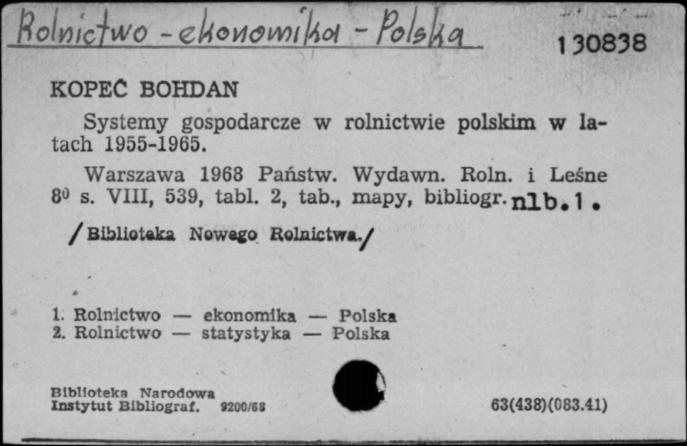 Rolnictwo - ekonomika - Polska
130838
KOPEĆ BOHDAN
Systemy gospodarcze w rolnictwie polskim w la-
tach 1955-1965.
Warszawa 1968 Państw. Wydawn. Roln. i Leśne
8⁰ s. VIII, 539, tabl. 2, tab., mapy, bibliogr. nlb. 1.
/Biblioteka Nowego Rolnictwa./
1. Rolnictwo — ekonomika — Polska
2. Rolnictwo — statystyka — Polska
Biblioteka Narodowa
Instytut Bibliograf. 9200/68
63(438)(083.41)